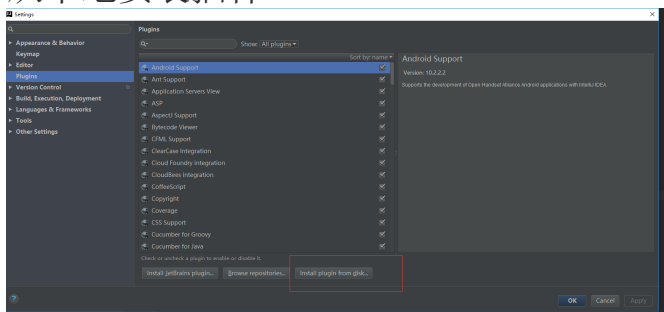 Settings
Plugins
Appearance & Behavior
Keymap
Editor
Plugins
Version Control
Build, Execution, Deployment
Languages & Frameworks
Tools
Other Settings
Show: All plugins
Sort by: name
Android Support
Ant Support
Application Servers View
ASP
AspectJ Support
Bytecode Viewer
CFML Support
ClearCase Integration
Cloud Foundry integration
CloudBees integration
CoffeeScript
Copyright
Coverage
CSS Support
Cucumber for Groovy
Cucumber for Java
Check or uncheck a plugin to enable or disable it.
Install JetBrains plugin...
Browse repositories...
Install plugin from disk...
Android Support
Version: 10.2.2.2
Supports the development of Open Handset Alliance Android applications with IntelliJ IDEA.
OK
Cancel
Apply